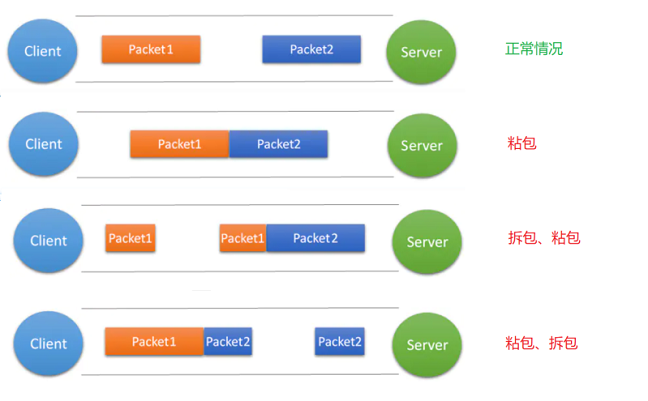 Client Packet1 Packet2 Server 正常情况
Client Packet1 Packet2 Server 粘包
Client Packet1 Packet1 Packet2 Server 拆包、粘包
Client Packet1 Packet2 Packet2 Server 粘包、拆包